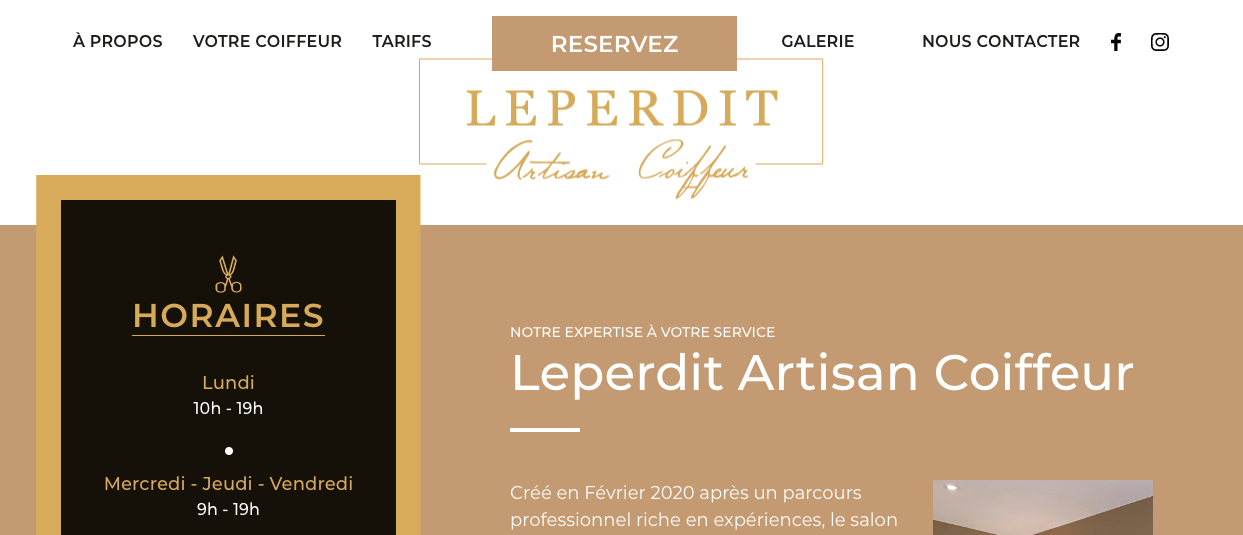 À PROPOS VOTRE COIFFEUR TARIFS RESERVEZ GALERIE NOUS CONTACTER
LEPERDIT
Artisan Coiffeur
HORAIRES
Lundi
10h - 19h
Mercredi - Jeudi - Vendredi
9h - 19h
NOTRE EXPERTISE À VOTRE SERVICE
Leperdit Artisan Coiffeur
Créé en Février 2020 après un parcours
professionnel riche en expériences, le salon